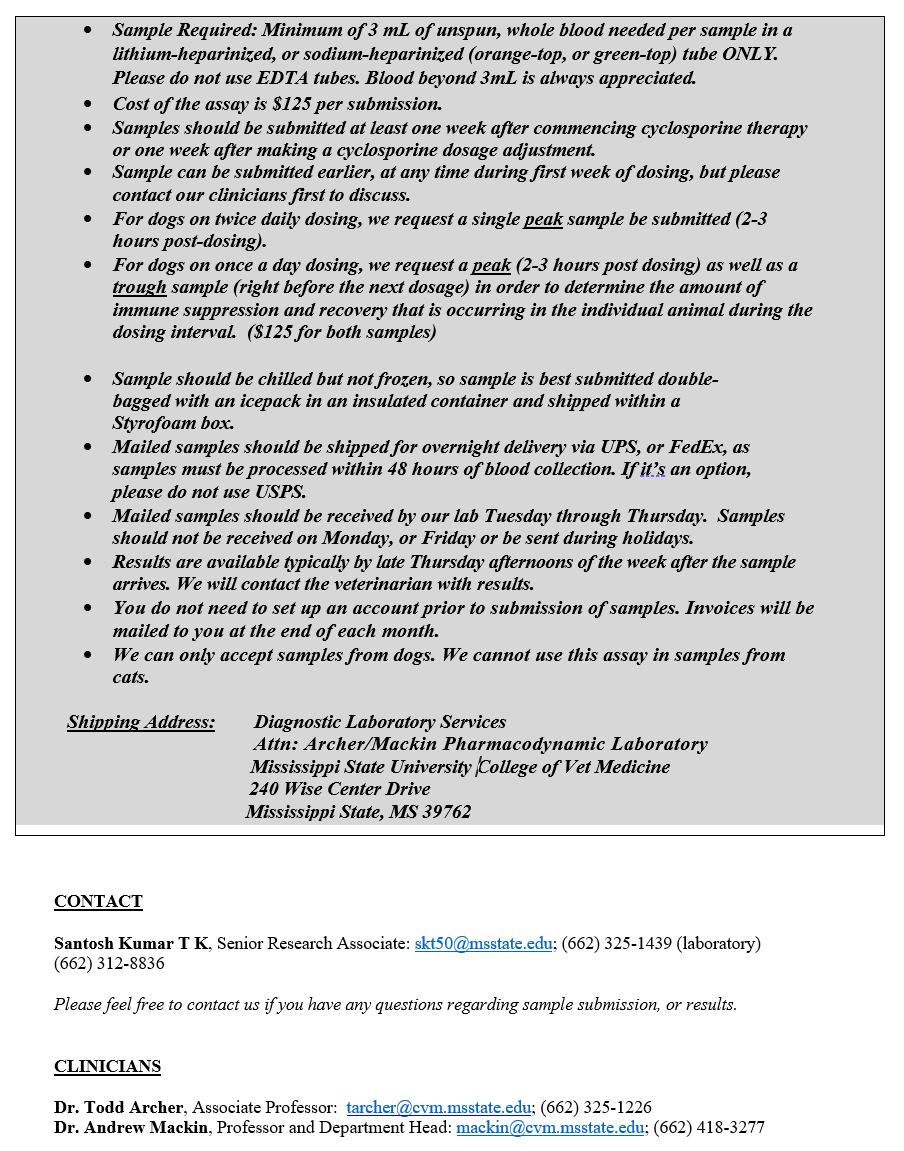 • Sample Required: Minimum of 3 mL of unspun, whole blood needed per sample in a
lithium-heparinized, or sodium-heparinized (orange-top, or green-top) tube ONLY.
Please do not use EDTA tubes. Blood beyond 3mL is always appreciated.
• Cost of the assay is $125 per submission.
• Samples should be submitted at least one week after commencing cyclosporine therapy
or one week after making a cyclosporine dosage adjustment.
• Sample can be submitted earlier, at any time during first week of dosing, but please
contact our clinicians first to discuss.
• For dogs on twice daily dosing, we request a single peak sample be submitted (2-3
hours post-dosing).
• For dogs on once a day dosing, we request a peak (2-3 hours post dosing) as well as a
trough sample (right before the next dosage) in order to determine the amount of
immune suppression and recovery that is occurring in the individual animal during the
dosing interval.  ($125 for both samples)
• Sample should be chilled but not frozen, so sample is best submitted double-
bagged with an icepack in an insulated container and shipped within a
Styrofoam box.
• Mailed samples should be shipped for overnight delivery via UPS, or FedEx, as
samples must be processed within 48 hours of blood collection. If it's an option,
please do not use USPS.
• Mailed samples should be received by our lab Tuesday through Thursday.  Samples
should not be received on Monday, or Friday or be sent during holidays.
• Results are available typically by late Thursday afternoons of the week after the sample
arrives. We will contact the veterinarian with results.
• You do not need to set up an account prior to submission of samples. Invoices will be
mailed to you at the end of each month.
• We can only accept samples from dogs. We cannot use this assay in samples from
cats.
Shipping Address: Diagnostic Laboratory Services
Attn: Archer/Mackin Pharmacodynamic Laboratory
Mississippi State University College of Vet Medicine
240 Wise Center Drive
Mississippi State, MS 39762
CONTACT
Santosh Kumar T K, Senior Research Associate: skt50@msstate.edu; (662) 325-1439 (laboratory)
(662) 312-8836
Please feel free to contact us if you have any questions regarding sample submission, or results.
CLINICIANS
Dr. Todd Archer, Associate Professor:  tarcher@cvm.msstate.edu; (662) 325-1226
Dr. Andrew Mackin, Professor and Department Head: mackin@cvm.msstate.edu; (662) 418-3277